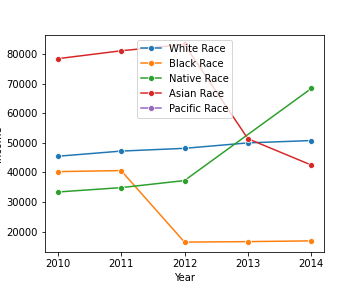 White Race
Black Race
Native Race
Asian Race
Pacific Race
80000
70000
60000
50000
40000
30000
20000
2010
2011
2012
2013
2014
Year